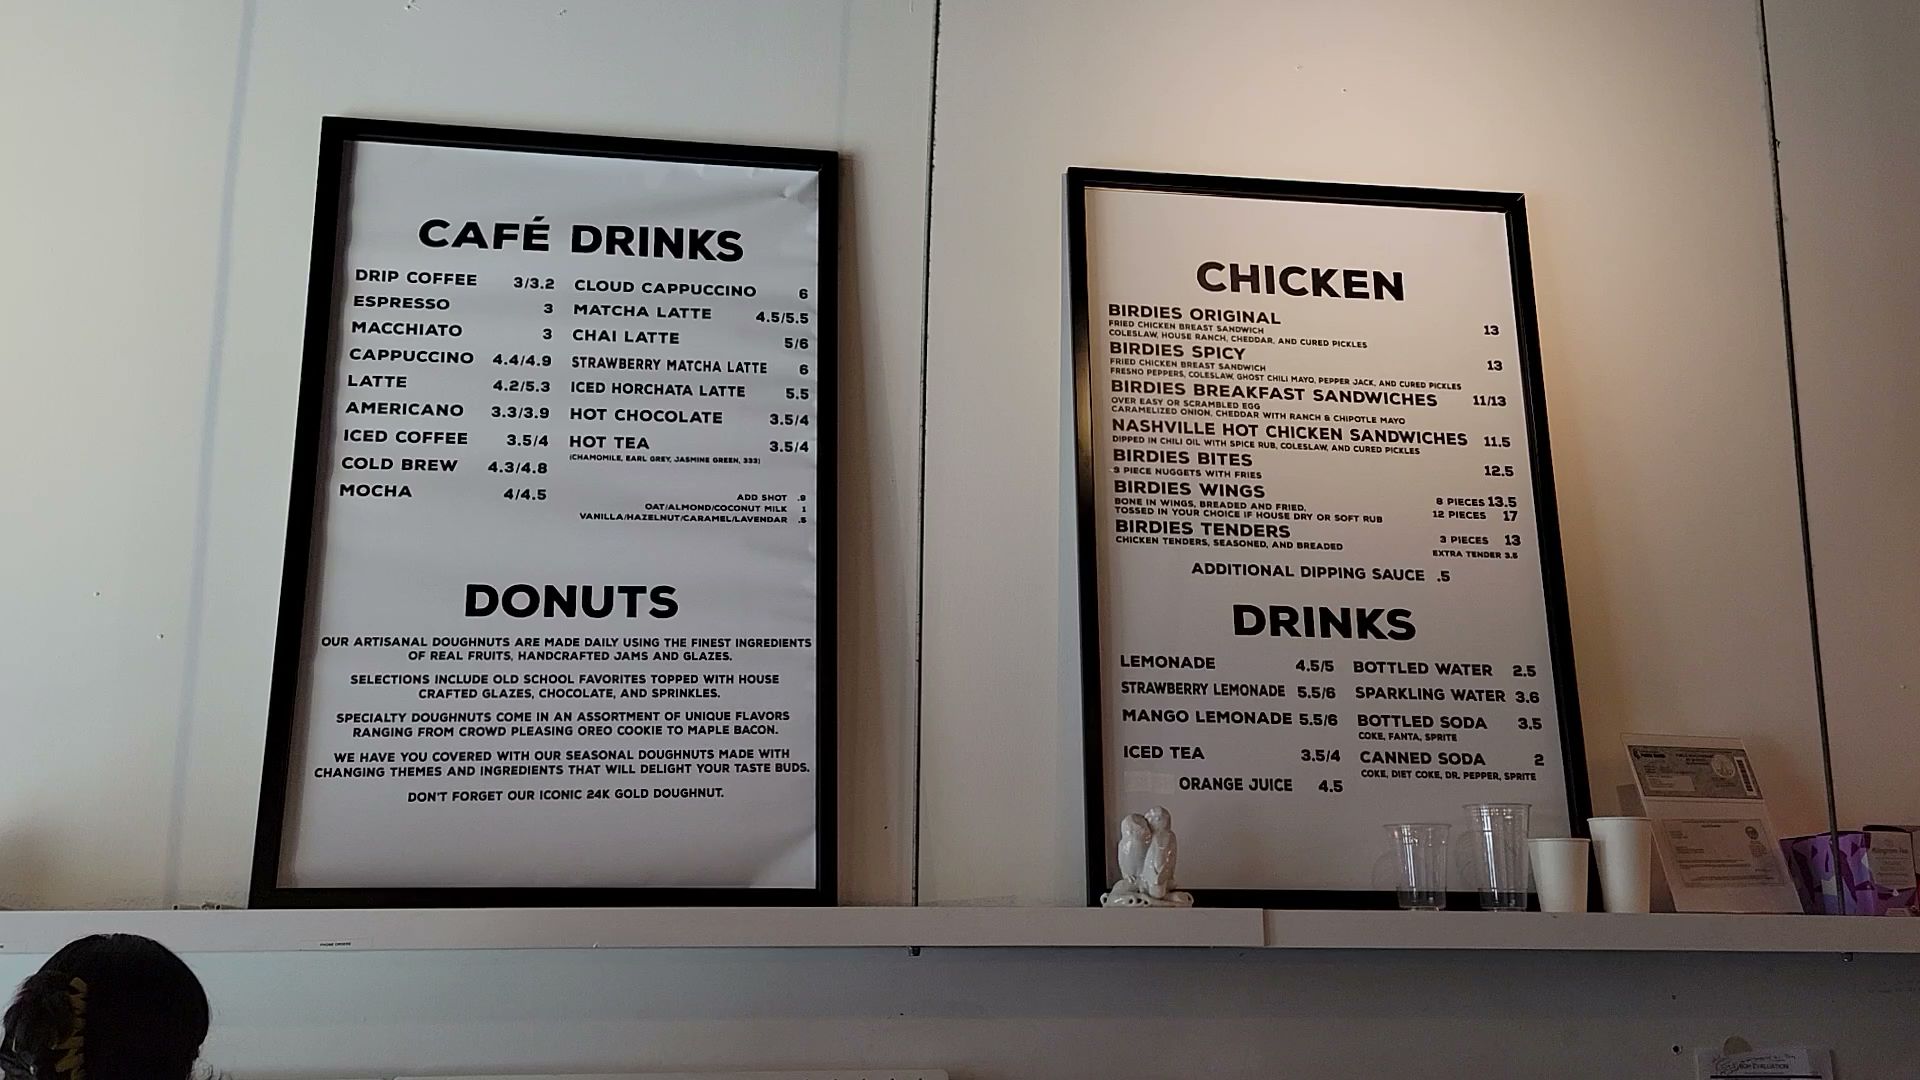 CAFÉ DRINKS
DRIP COFFEE 3/3.2
ESPRESSO 3
MACCHIATO 3
CAPPUCCINO 4.4/4.9
LATTE 4.2/5.3
AMERICANO 3.3/3.9
ICED COFFEE 3.5/4
COLD BREW 4.3/4.8
MOCHA 4/4.5
CLOUD CAPPUCCINO 6
MATCHA LATTE 4.5/5.5
CHAI LATTE 5/6
STRAWBERRY MATCHA LATTE 6
ICED HORCHATA LATTE 5.5
HOT CHOCOLATE 3.5/4
HOT TEA 3.5/4
(CHAMOMILE, EARL GREY, JASMINE GREEN, 333)
ADD SHOT .9
OAT/ALMOND/COCONUT MILK 1
VANILLA/HAZELNUT/CARAMEL/LAVENDAR .5
DONUTS
OUR ARTISANAL DOUGHNUTS ARE MADE DAILY USING THE FINEST INGREDIENTS
OF REAL FRUITS, HANDCRAFTED JAMS AND GLAZES.
SELECTIONS INCLUDE OLD SCHOOL FAVORITES TOPPED WITH HOUSE
CRAFTED GLAZES, CHOCOLATE, AND SPRINKLES.
SPECIALTY DOUGHNUTS COME IN AN ASSORTMENT OF UNIQUE FLAVORS
RANGING FROM CROWD PLEASING OREO COOKIE TO MAPLE BACON.
WE HAVE YOU COVERED WITH OUR SEASONAL DOUGHNUTS MADE WITH
CHANGING THEMES AND INGREDIENTS THAT WILL DELIGHT YOUR TASTE BUDS.
DON'T FORGET OUR ICONIC 24K GOLD DOUGHNUT.
CHICKEN
BIRDIES ORIGINAL 13
FRIED CHICKEN BREAST SANDWICH
COLESLAW, HOUSE RANCH, CHEDDAR, AND CURED PICKLES
BIRDIES SPICY 13
FRIED CHICKEN BREAST SANDWICH
FRESNO PEPPERS, COLESLAW, GHOST CHILI MAYO, PEPPER JACK, AND CURED PICKLES
BIRDIES BREAKFAST SANDWICHES 11/13
OVER EASY OR SCRAMBLED EGG
CARAMELIZED ONION, CHEDDAR WITH RANCH & CHIPOTLE MAYO
NASHVILLE HOT CHICKEN SANDWICHES 11.5
DIPPED IN CHILI OIL WITH SPICE RUB, COLESLAW, AND CURED PICKLES
BIRDIES BITES 12.5
9 PIECE NUGGETS WITH FRIES
BIRDIES WINGS 8 PIECES 13.5
BONE IN WINGS, BREADED AND FRIED,
TOSSED IN YOUR CHOICE IF HOUSE DRY OR SOFT RUB 12 PIECES 17
BIRDIES TENDERS 3 PIECES 13
CHICKEN TENDERS, SEASONED, AND BREADED EXTRA TENDER 3.5
ADDITIONAL DIPPING SAUCE .5
DRINKS
LEMONADE 4.5/5
STRAWBERRY LEMONADE 5.5/6
MANGO LEMONADE 5.5/6
ICED TEA 3.5/4
ORANGE JUICE 4.5
BOTTLED WATER 2.5
SPARKLING WATER 3.6
BOTTLED SODA 3.5
COKE, FANTA, SPRITE
CANNED SODA 2
COKE, DIET COKE, DR. PEPPER, SPRITE
PHONE ORDERS